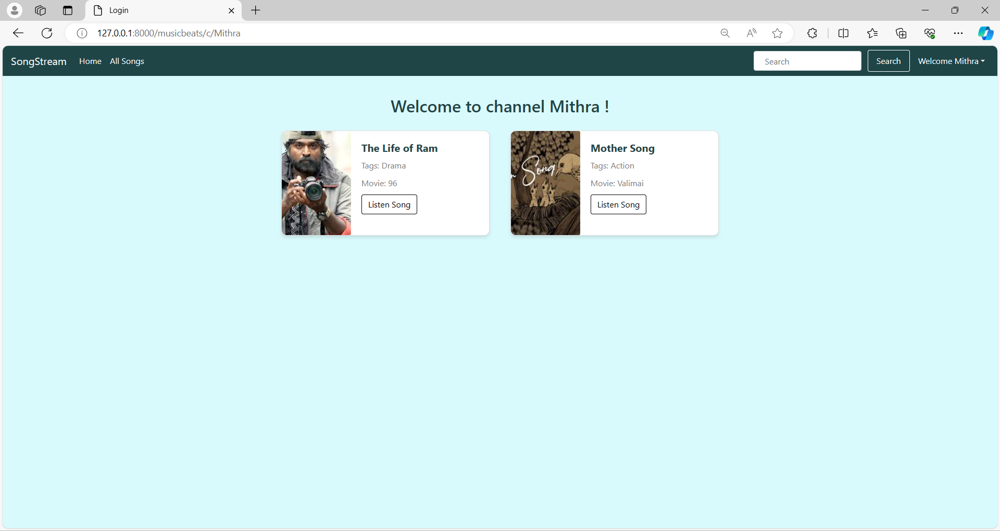 Login
127.0.0.1:8000/musicbeats/c/Mithra
SongStream Home All Songs Search Search Welcome Mithra
Welcome to channel Mithra !
The Life of Ram
Tags: Drama
Movie: 96
Listen Song
Song
Mother Song
Tags: Action
Movie: Valimai
Listen Song